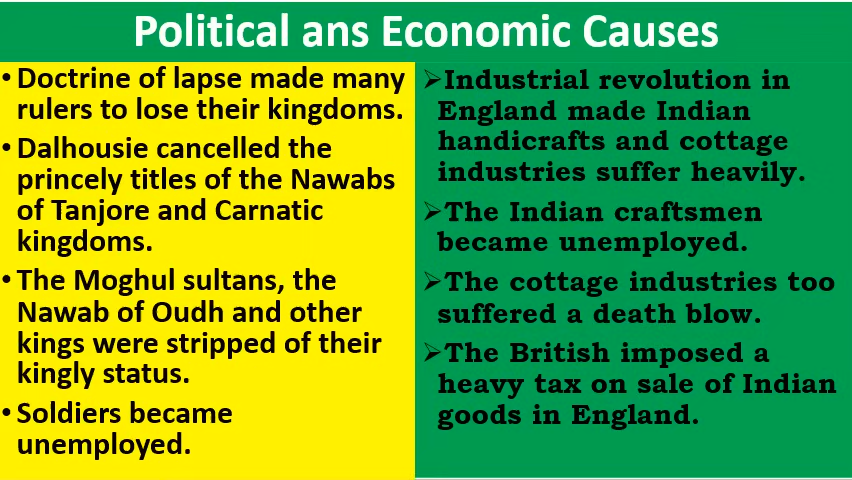 Political ans Economic Causes
• Doctrine of lapse made many
rulers to lose their kingdoms.
• Dalhousie cancelled the
princely titles of the Nawabs
of Tanjore and Carnatic
kingdoms.
• The Moghul sultans, the
Nawab of Oudh and other
kings were stripped of their
kingly status.
• Soldiers became
unemployed.
➢Industrial revolution in
England made Indian
handicrafts and cottage
industries suffer heavily.
➢The Indian craftsmen
became unemployed.
➢The cottage industries too
suffered a death blow.
➢The British imposed a
heavy tax on sale of Indian
goods in England.